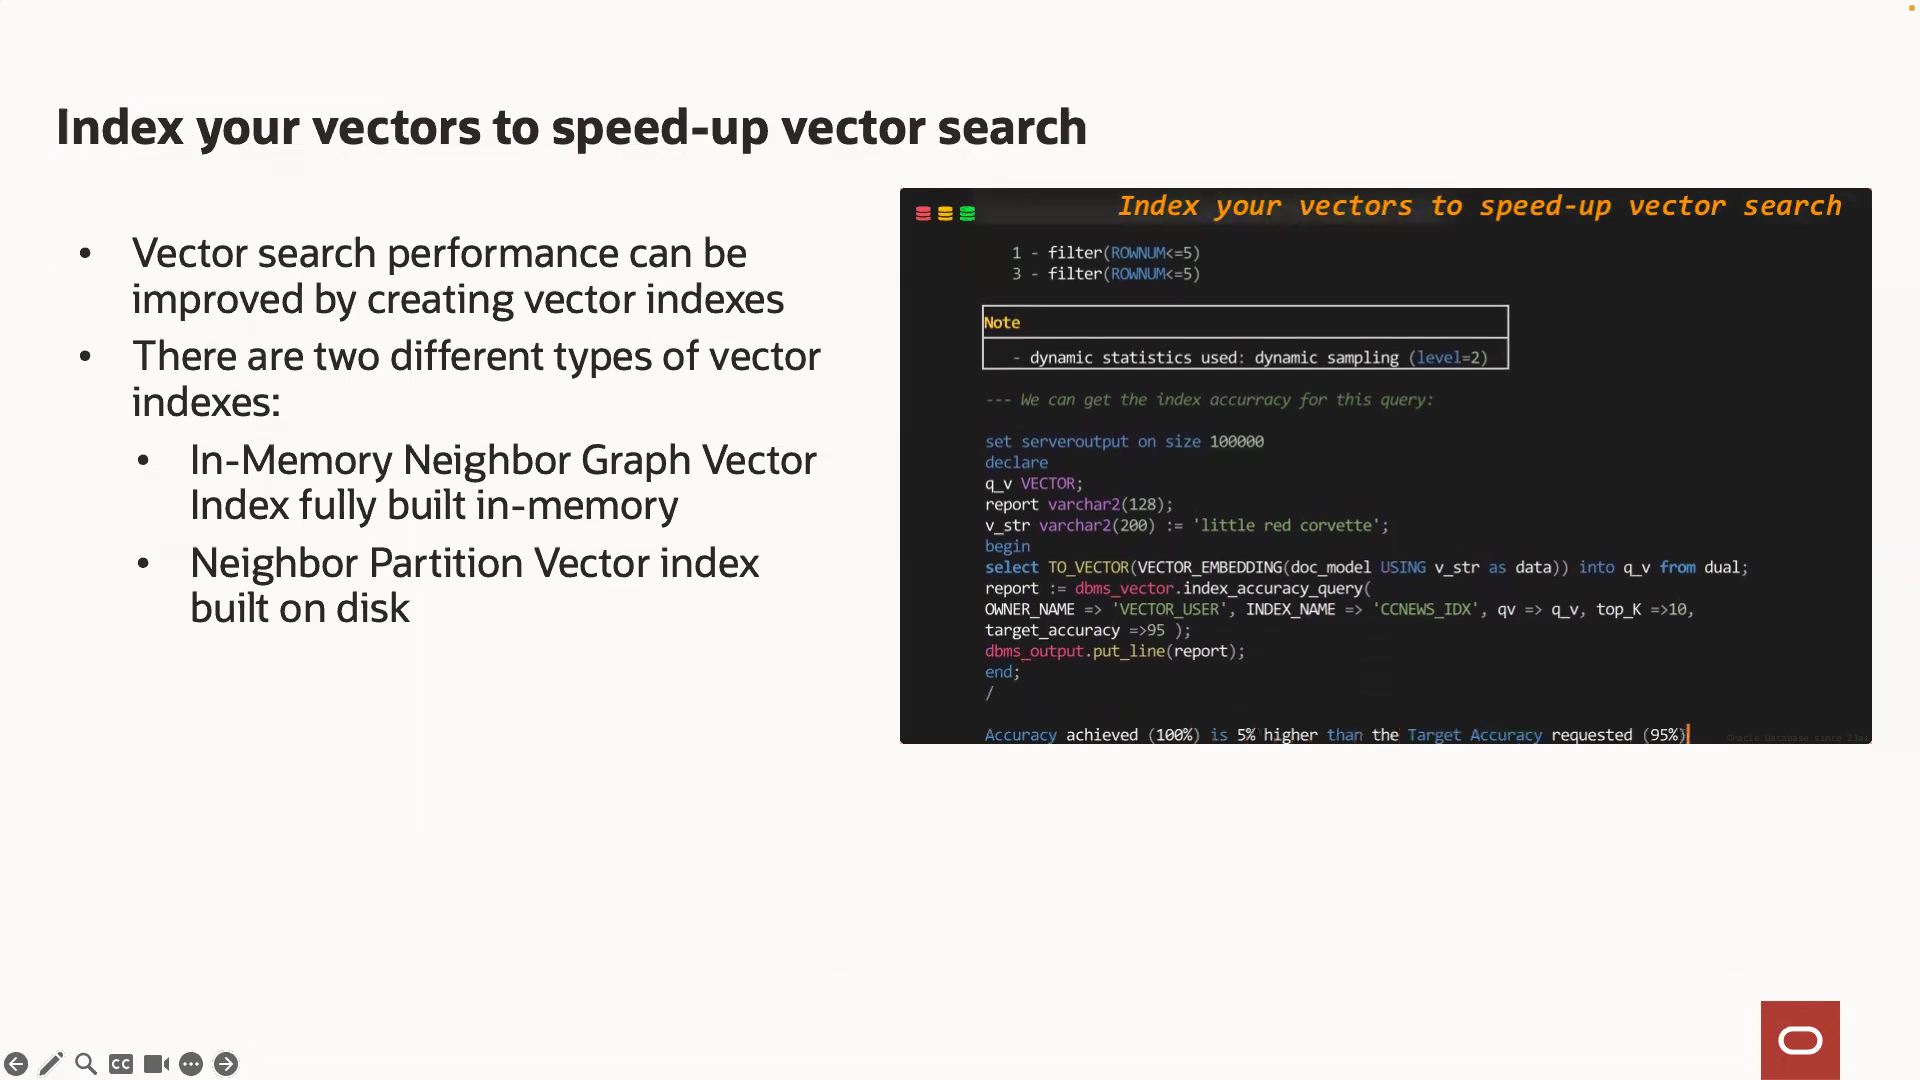 Index your vectors to speed-up vector search
• Vector search performance can be
improved by creating vector indexes
• There are two different types of vector
indexes:
• In-Memory Neighbor Graph Vector
Index fully built in-memory
• Neighbor Partition Vector index
built on disk
Index your vectors to speed-up vector search
1 - filter(ROWNUM<=5)
3 - filter(ROWNUM<=5)
Note
- dynamic statistics used: dynamic sampling (level=2)
--- We can get the index accurracy for this query:
set serveroutput on size 100000
declare
q_v VECTOR;
report varchar2(128);
v_str varchar2(200) := 'little red corvette';
begin
select TO_VECTOR(VECTOR_EMBEDDING(doc_model USING v_str as data)) into q_v from dual;
report := dbms_vector.index_accuracy_query(
OWNER_NAME => 'VECTOR_USER', INDEX_NAME => 'CCNEWS_IDX', qv => q_v, top_K =>10,
target_accuracy =>95 );
dbms_output.put_line(report);
end;
/
Accuracy achieved (100%) is 5% higher than the Target Accuracy requested (95%)
Oracle Database since 23ai
CC